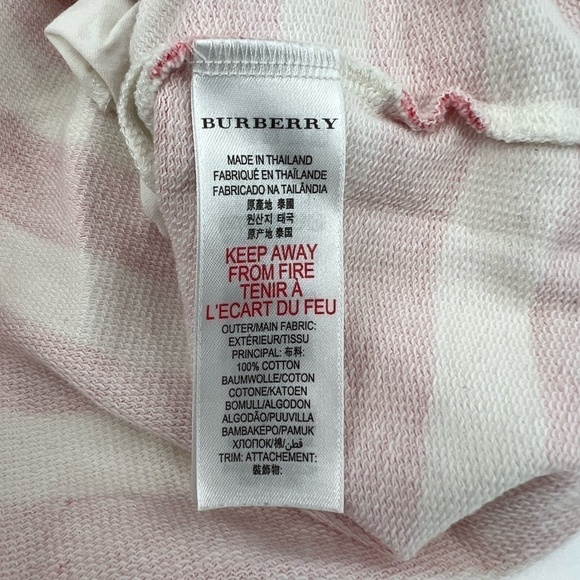 BURBERRY
MADE IN THAILAND
FABRIQUÉ EN THAÏLANDE
FABRICADO NA TAILÂNDIA
原產地 泰國
원산지 태국
原产地 泰国
KEEP AWAY
FROM FIRE
TENIR À
L'ECART DU FEU
OUTER/MAIN FABRIC:
EXTÉRIEUR/TISSU
PRINCIPAL: 布料:
100% COTTON
BAUMWOLLE/COTON
COTONE/KATOEN
BOMULL/ALGODON
ALGODÃO/PUUVILLA
ΒΑΜΒΑΚΕΡΟ/PAMUK
ХЛОПОК/棉/قطن
TRIM: ATTACHEMENT:
裝飾物: